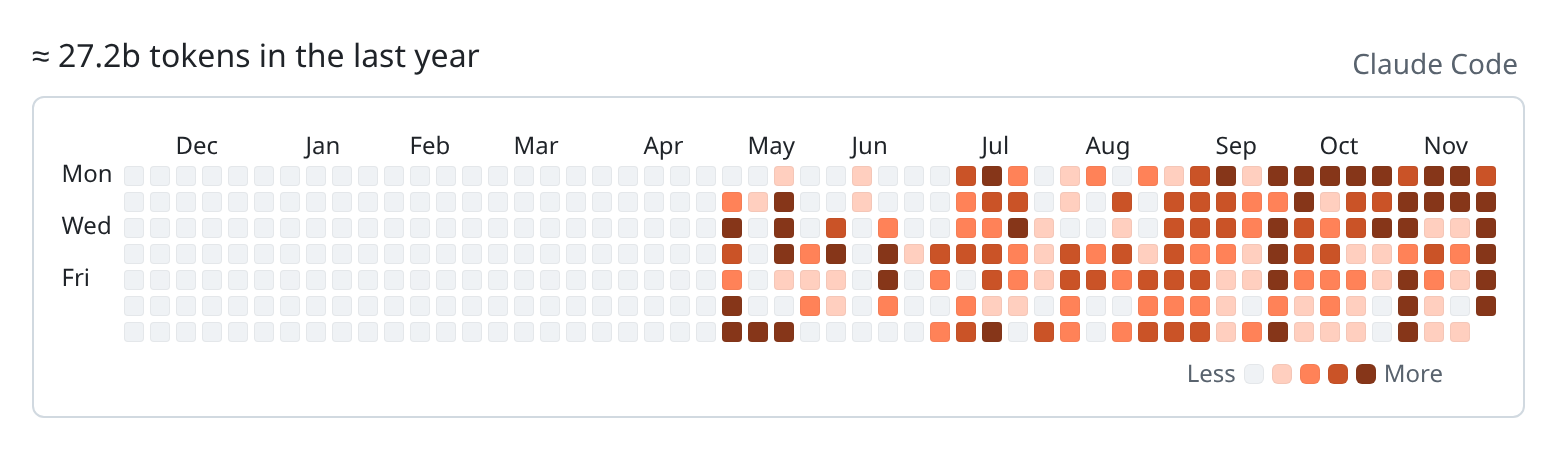 ≈ 27.2b tokens in the last year
Claude Code
Dec Jan Feb Mar Apr May Jun Jul Aug Sep Oct Nov
Mon
Wed
Fri
Less More